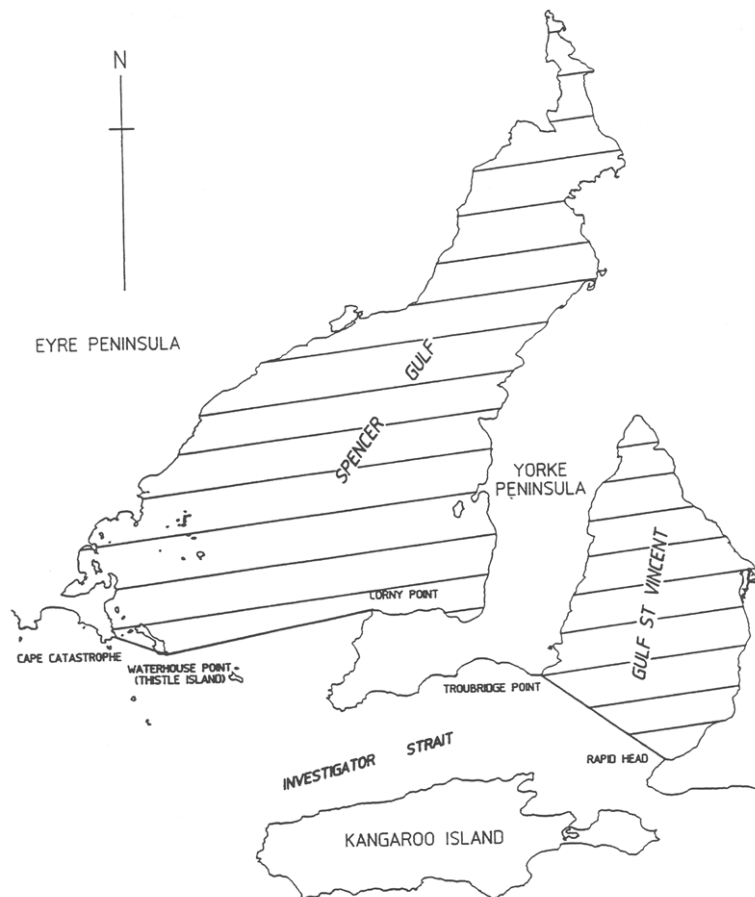 N
EYRE PENINSULA
SPENCER GULF
YORKE
PENINSULA
GULF ST VINCENT
CORNY POINT
CAPE CATASTROPHE
WATERHOUSE POINT
(THISTLE ISLAND)
TROUBRIDGE POINT
INVESTIGATOR STRAIT
RAPID HEAD
KANGAROO ISLAND